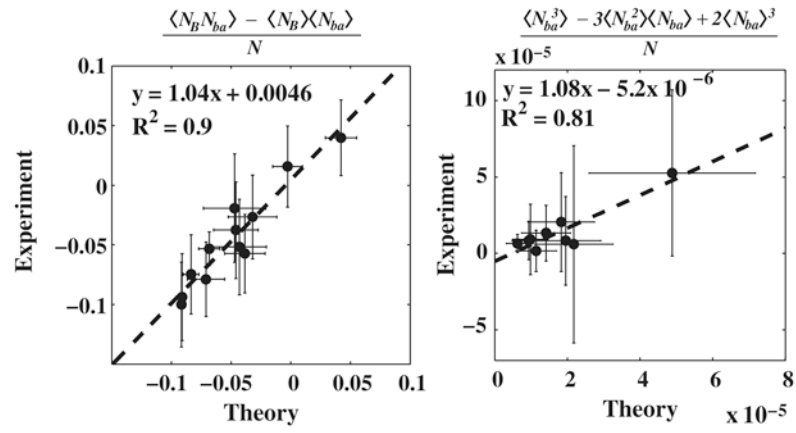 ⟨N_B N_ba⟩ − ⟨N_B⟩⟨N_ba⟩
N
0.1
0.05
0
−0.05
−0.1
Experiment
y = 1.04x + 0.0046
R² = 0.9
−0.1 −0.05 0 0.05 0.1
Theory
⟨N_ba³⟩ − 3⟨N_ba²⟩⟨N_ba⟩ + 2⟨N_ba⟩³
N
x 10⁻⁵
10
5
0
−5
Experiment
y = 1.08x − 5.2x 10⁻⁶
R² = 0.81
0 2 4 6 8
Theory x 10⁻⁵